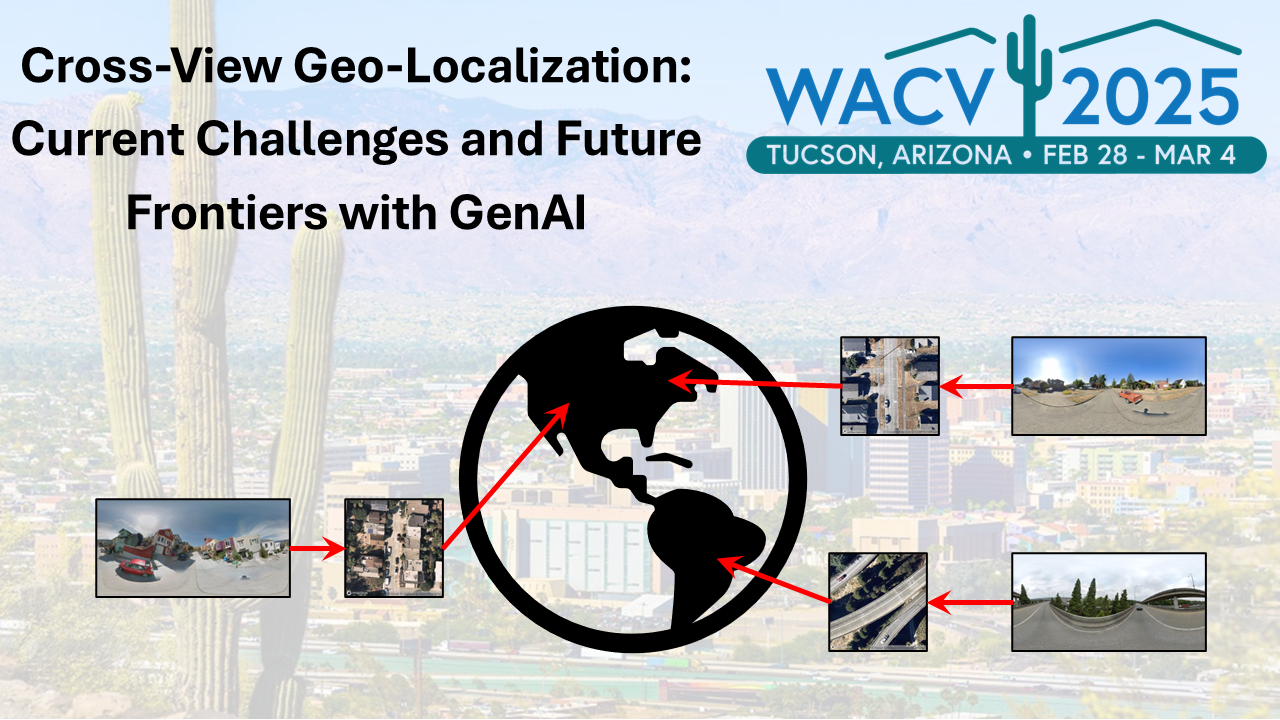 Cross-View Geo-Localization:
Current Challenges and Future
Frontiers with GenAI
WACV 2025
TUCSON, ARIZONA • FEB 28 - MAR 4